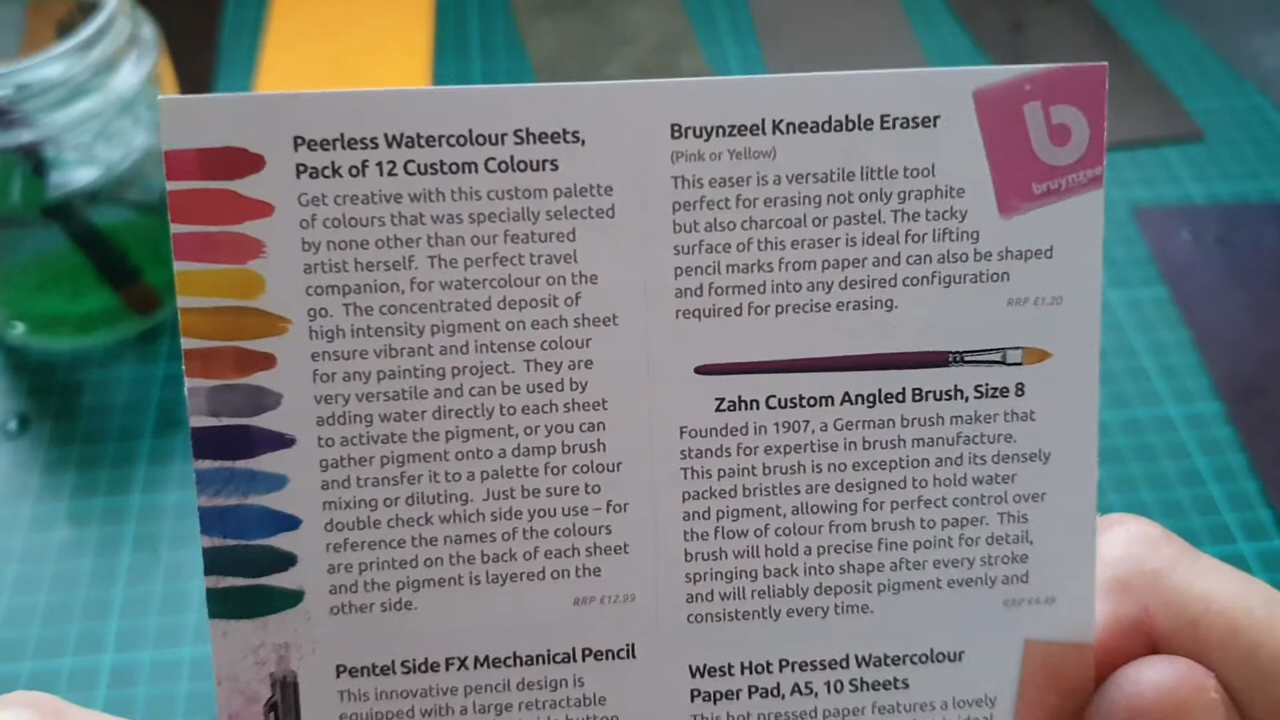 Peerless Watercolour Sheets,
Pack of 12 Custom Colours
Get creative with this custom palette
of colours that was specially selected
by none other than our featured
artist herself. The perfect travel
companion, for watercolour on the
go. The concentrated deposit of
high intensity pigment on each sheet
ensure vibrant and intense colour
for any painting project. They are
very versatile and can be used by
adding water directly to each sheet
to activate the pigment, or you can
gather pigment onto a damp brush
and transfer it to a palette for colour
mixing or diluting. Just be sure to
double check which side you use – for
reference the names of the colours
are printed on the back of each sheet
and the pigment is layered on the
other side.
RRP £12.99
Pentel Side FX Mechanical Pencil
This innovative pencil design is
equipped with a large retractable
button
Bruynzeel Kneadable Eraser
(Pink or Yellow)
This easer is a versatile little tool
perfect for erasing not only graphite
but also charcoal or pastel. The tacky
surface of this eraser is ideal for lifting
pencil marks from paper and can also be shaped
and formed into any desired configuration
required for precise erasing.
RRP £1.20
b
bruynzee
Zahn Custom Angled Brush, Size 8
Founded in 1907, a German brush maker that
stands for expertise in brush manufacture.
This paint brush is no exception and its densely
packed bristles are designed to hold water
and pigment, allowing for perfect control over
the flow of colour from brush to paper. This
brush will hold a precise fine point for detail,
springing back into shape after every stroke
and will reliably deposit pigment evenly and
consistently every time.
RRP
West Hot Pressed Watercolour
Paper Pad, A5, 10 Sheets
This hot pressed paper features a lovely
ideal